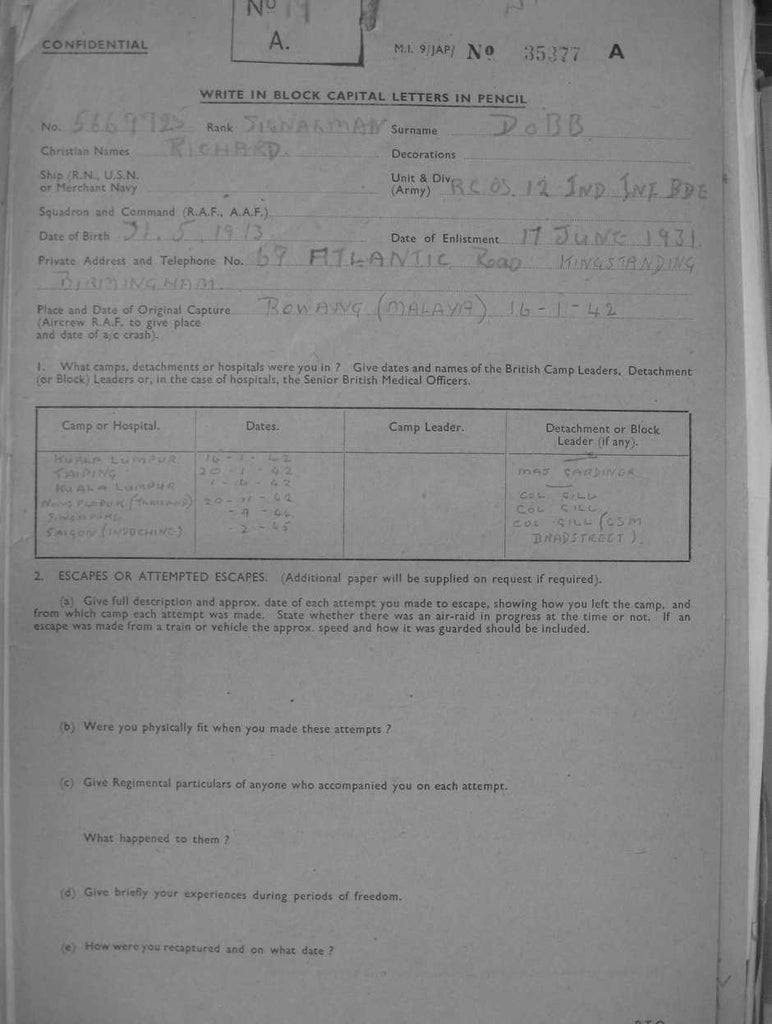 Nº
A.
CONFIDENTIAL
M.I. 9/JAP/ Nº 35377 A
WRITE IN BLOCK CAPITAL LETTERS IN PENCIL
No. Rank SIGNALMAN Surname DOBB
Christian Names RICHARD. Decorations
Ship (R.N., U.S.N.
or Merchant Navy
Unit & Div.
(Army) R.C.OS. 12 IND INF BDE
Squadron and Command (R.A.F., A.A.F.)
Date of Birth 31.5.1913 Date of Enlistment 17 JUNE 1931.
Private Address and Telephone No. 69 ATLANTIC ROAD KINGSTANDING
BIRMINGHAM.
Place and Date of Original Capture (MALAYA) 16-1-42
(Aircrew R.A.F. to give place
and date of a/c crash).
1. What camps, detachments or hospitals were you in ? Give dates and names of the British Camp Leaders, Detachment
(or Block) Leaders or, in the case of hospitals, the Senior British Medical Officers.
Camp or Hospital. Dates. Camp Leader. Detachment or Block
Leader (if any).
KUALA LUMPUR 16-1-42
TAIPING 20-1-42 MAJ GARDINER
KUALA LUMPUR
(THAILAND) 20-11-42 COL GILL
SINGAPORE COL GILL,
SAIGON (INDOCHINE) -2-45 COL GILL (CSM
BRADSTREET).
2. ESCAPES OR ATTEMPTED ESCAPES. (Additional paper will be supplied on request if required).
(a) Give full description and approx. date of each attempt you made to escape, showing how you left the camp, and
from which camp each attempt was made. State whether there was an air-raid in progress at the time or not. If an
escape was made from a train or vehicle the approx. speed and how it was guarded should be included.
(b) Were you physically fit when you made these attempts ?
(c) Give Regimental particulars of anyone who accompanied you on each attempt.
What happened to them ?
(d) Give briefly your experiences during periods of freedom.
(e) How were you recaptured and on what date ?